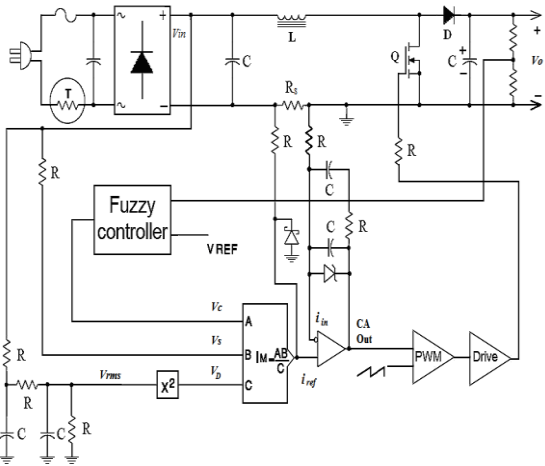 T
~
~
+
−
Vin
C
L
Rs
Q
D
C
+
−
+
Vo
−
R
R
R
R
C
C
R
Fuzzy
controller
VREF
Vc
Vs
VD
A
B
C
IM=AB/C
iin
iref
CA
Out
PWM
Drive
R
R
Vrms
X²
C
C
R